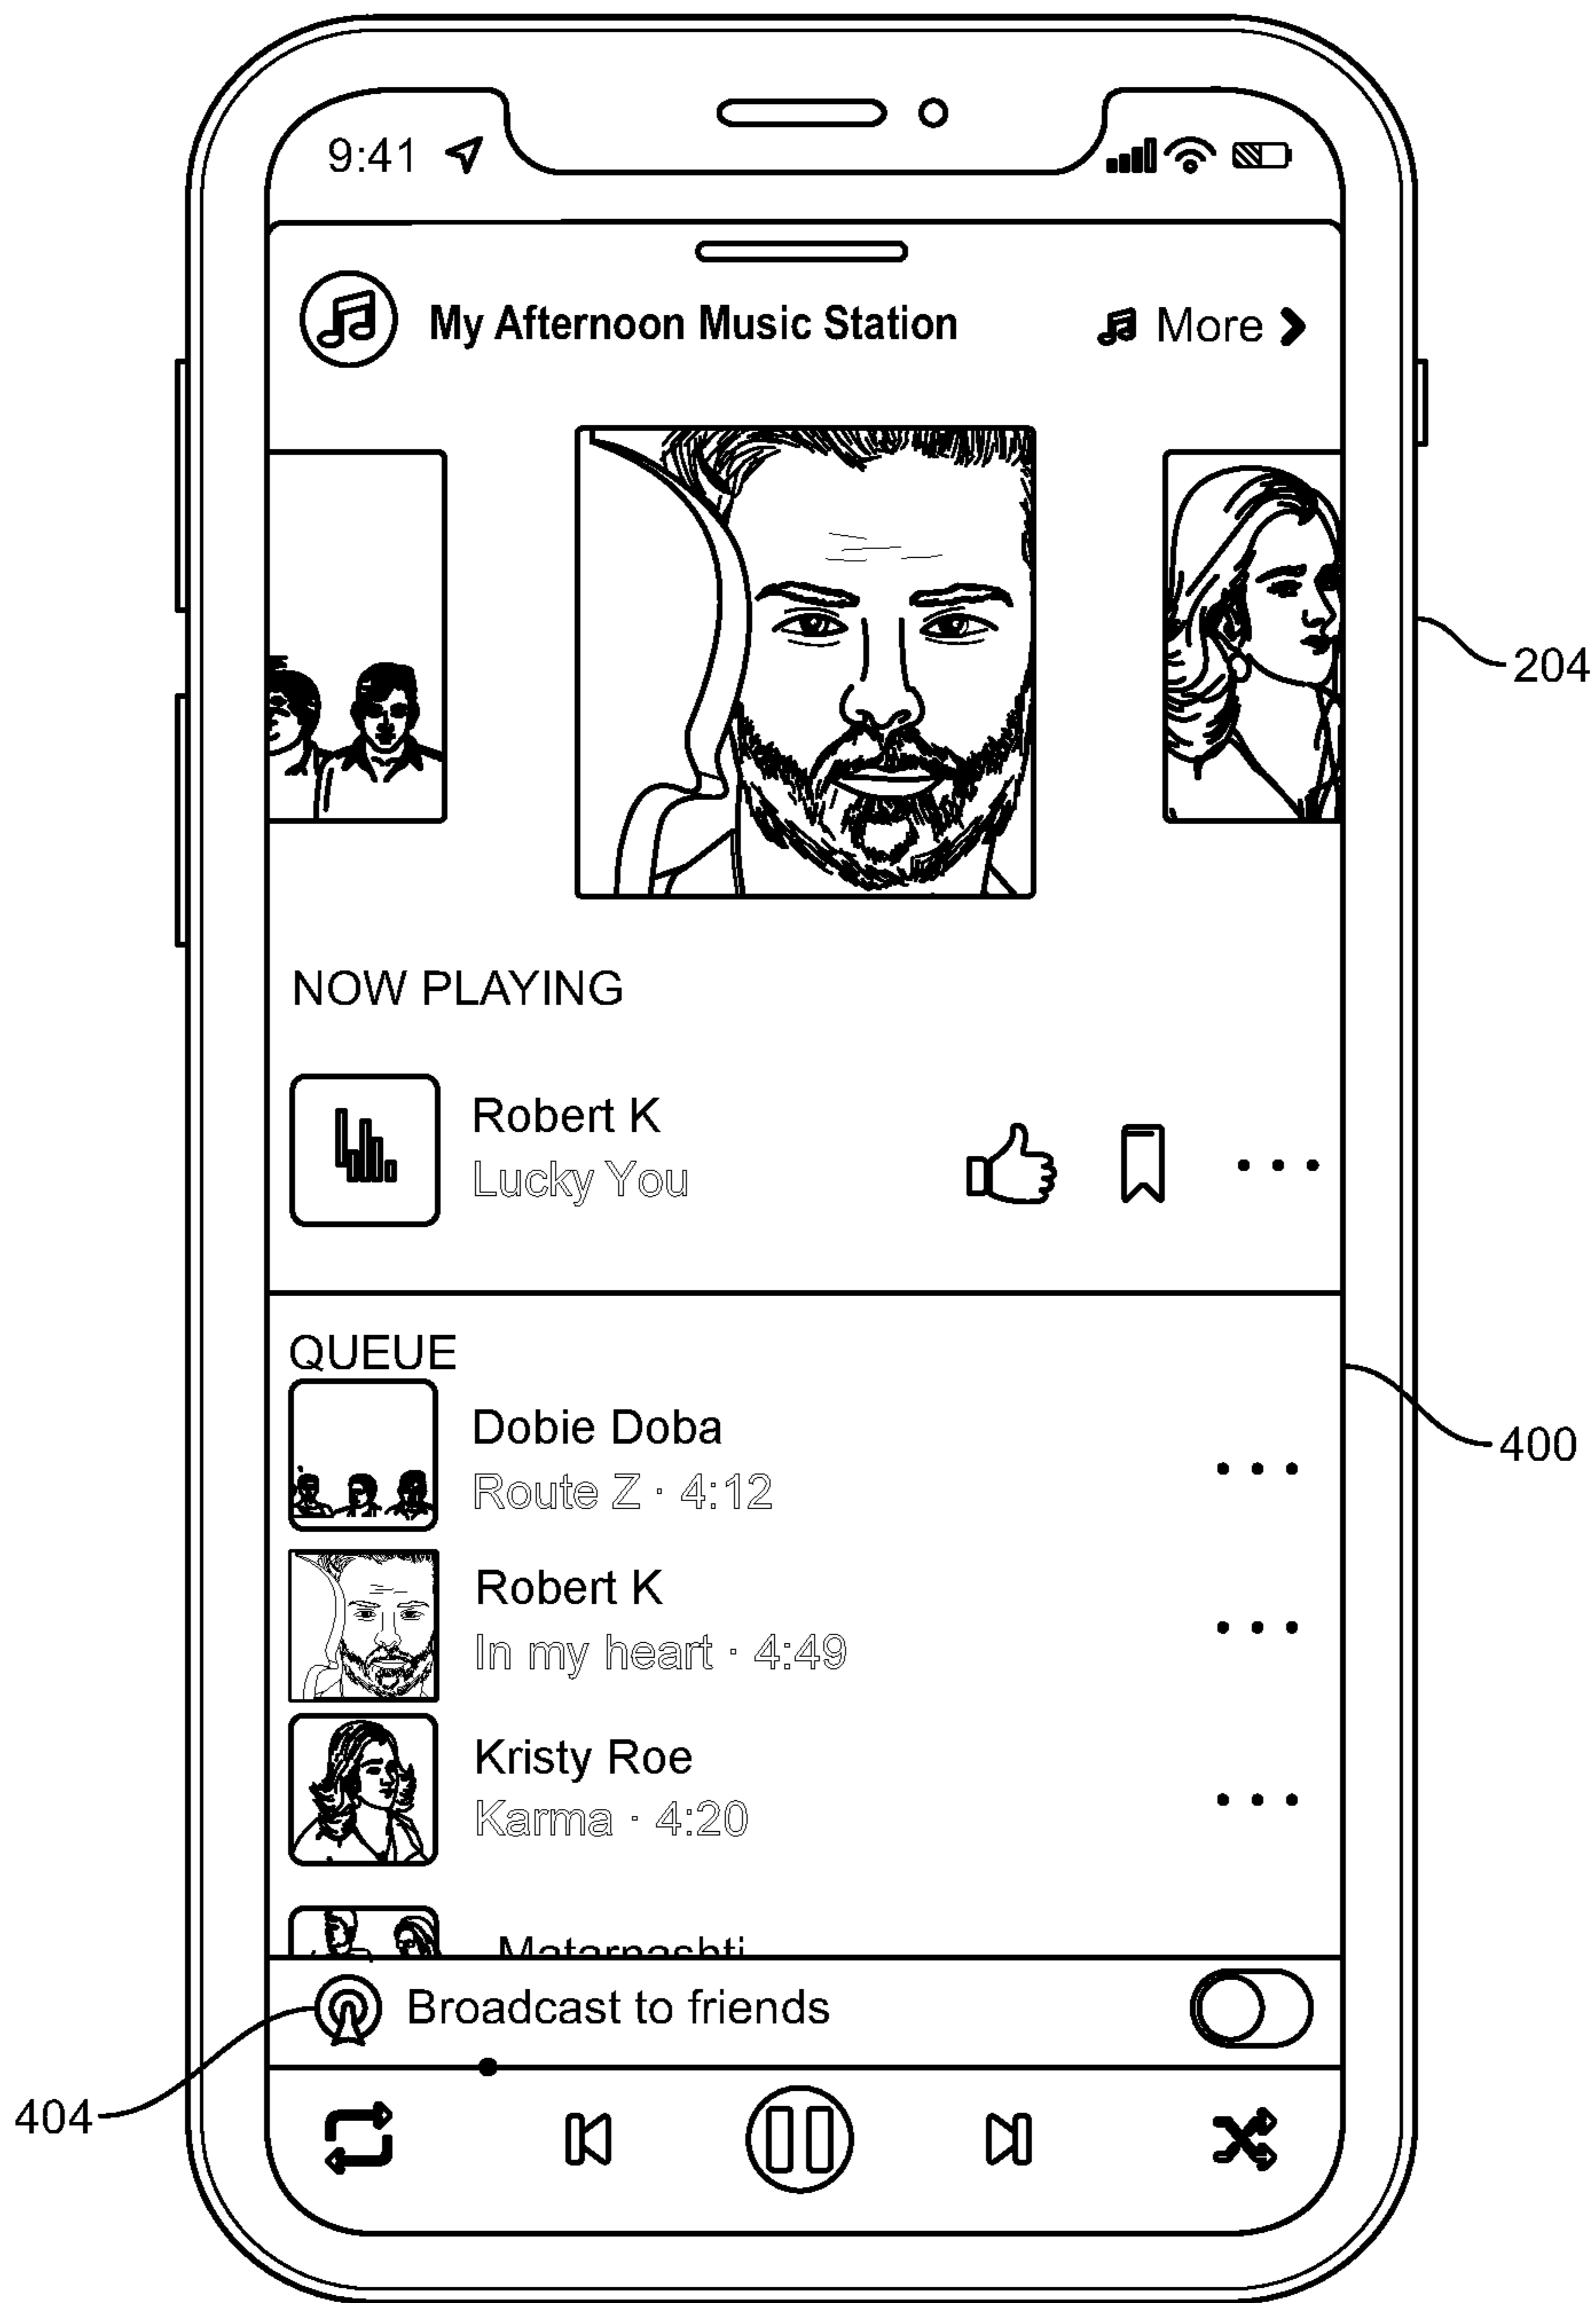 9:41
My Afternoon Music Station
More
204
NOW PLAYING
Robert K
Lucky You
QUEUE
400
Dobie Doba
Route Z · 4:12
Robert K
In my heart · 4:49
Kristy Roe
Karma · 4:20
Broadcast to friends
404